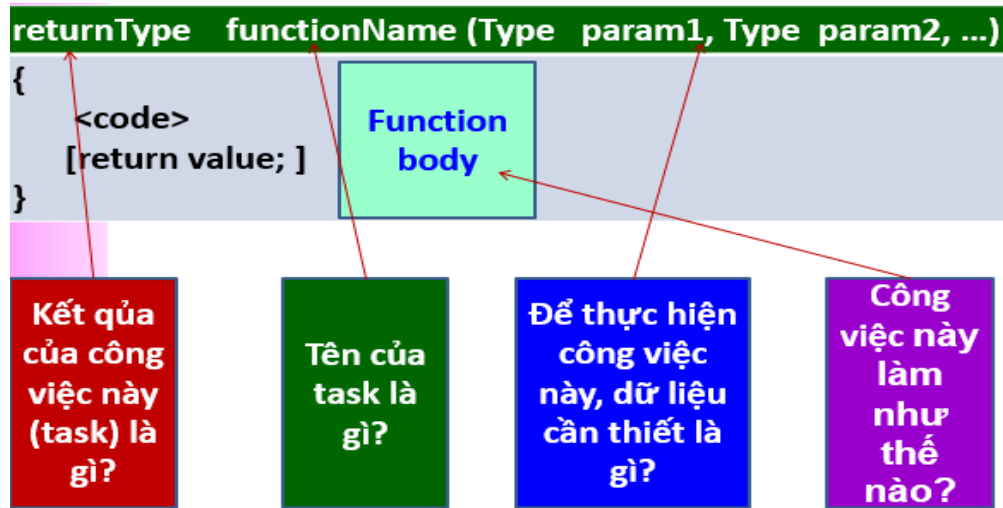 returnType functionName (Type param1, Type param2, ...)
{
<code>
[return value; ]
}
Function
body
Kết qủa
của công
việc này
(task) là
gì?
Tên của
task là
gì?
Để thực hiện
công việc
này, dữ liệu
cần thiết là
gì?
Công
việc này
làm
như
thế
nào?